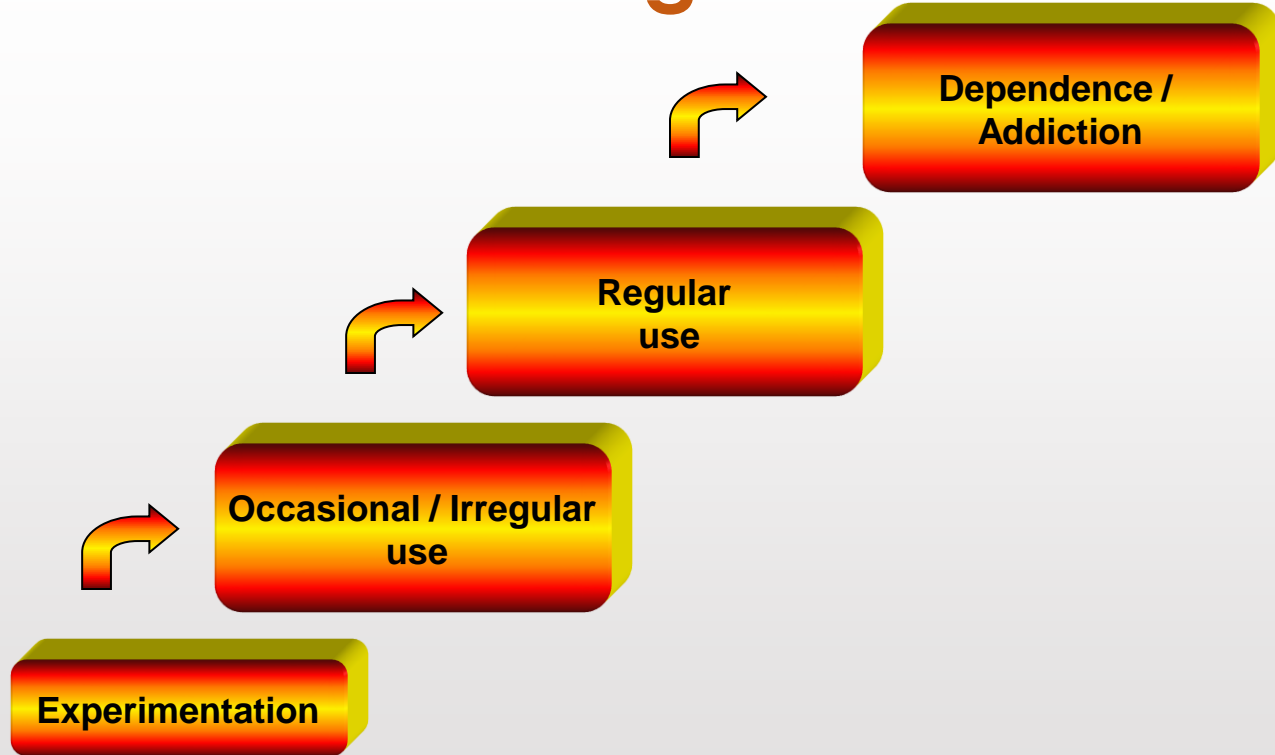 Dependence /
Addiction
Regular
use
Occasional / Irregular
use
Experimentation